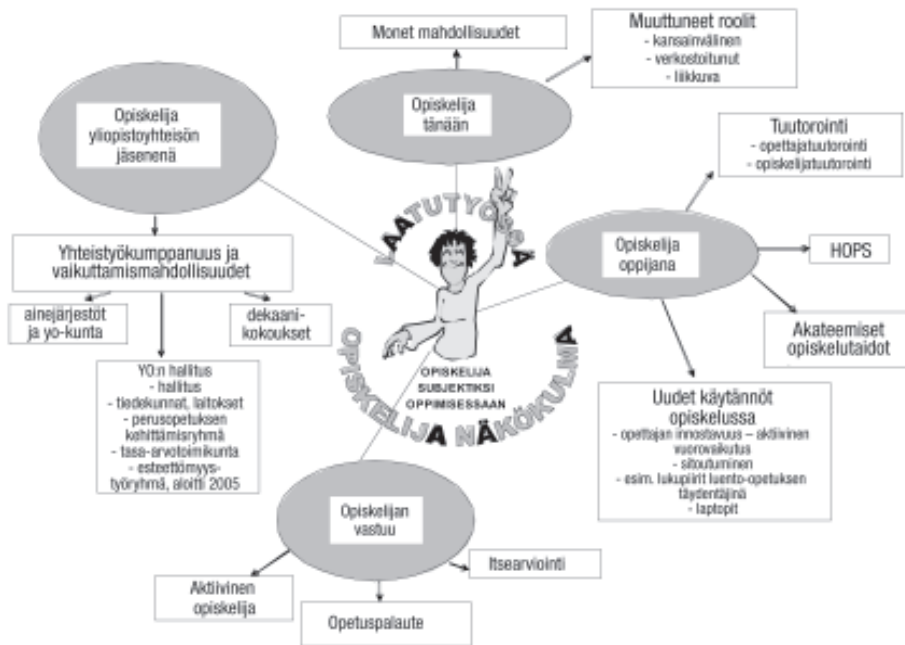 Monet mahdollisuudet
Muuttuneet roolit
- kansainvälinen
- verkostoitunut
- liikkuva
Opiskelija
yliopistoyhteisön
jäsenenä
Opiskelija
tänään
Tuutorointi
- opettajatuutorointi
- opiskelijatuutorointi
Opiskelija
oppijana
HOPS
Akateemiset
opiskelutaidot
Yhteistyökumppanuus ja
vaikuttamismahdollisuudet
ainejärjestöt
ja yo-kunta
dekaani-
kokoukset
YO:n hallitus
- hallitus
- tiedekunnat, laitokset
- perusopetuksen
kehittämisryhmä
- tasa-arvotoimikunta
- esteettömyys-
työryhmä, aloitti 2005
LAATUTYÖSSÄ
OPISKELIJA
SUBJEKTIKSI
OPPIMISESSAAN
OPISKELIJA NÄKÖKULMA
Uudet käytännöt
opiskelussa
- opettajan innostavuus – aktiivinen
vuorovaikutus
- sitoutuminen
- esim. lukupiirit luento-opetuksen
täydentäjinä
- laptopit
Opiskelijan
vastuu
Aktiivinen
opiskelija
Opetuspalaute
Itsearviointi